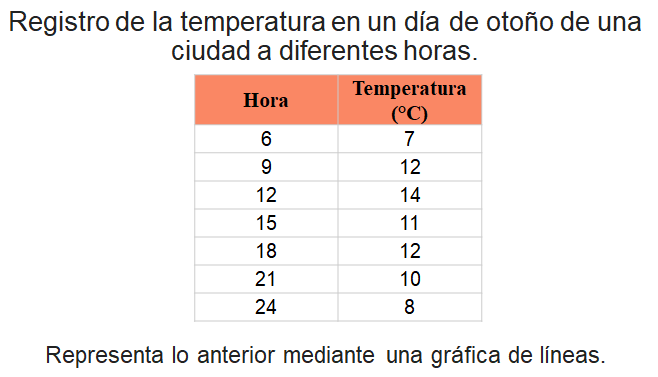 Registro de la temperatura en un día de otoño de una
ciudad a diferentes horas.
Hora Temperatura (°C)
6 7
9 12
12 14
15 11
18 12
21 10
24 8
Representa lo anterior mediante una gráfica de líneas.